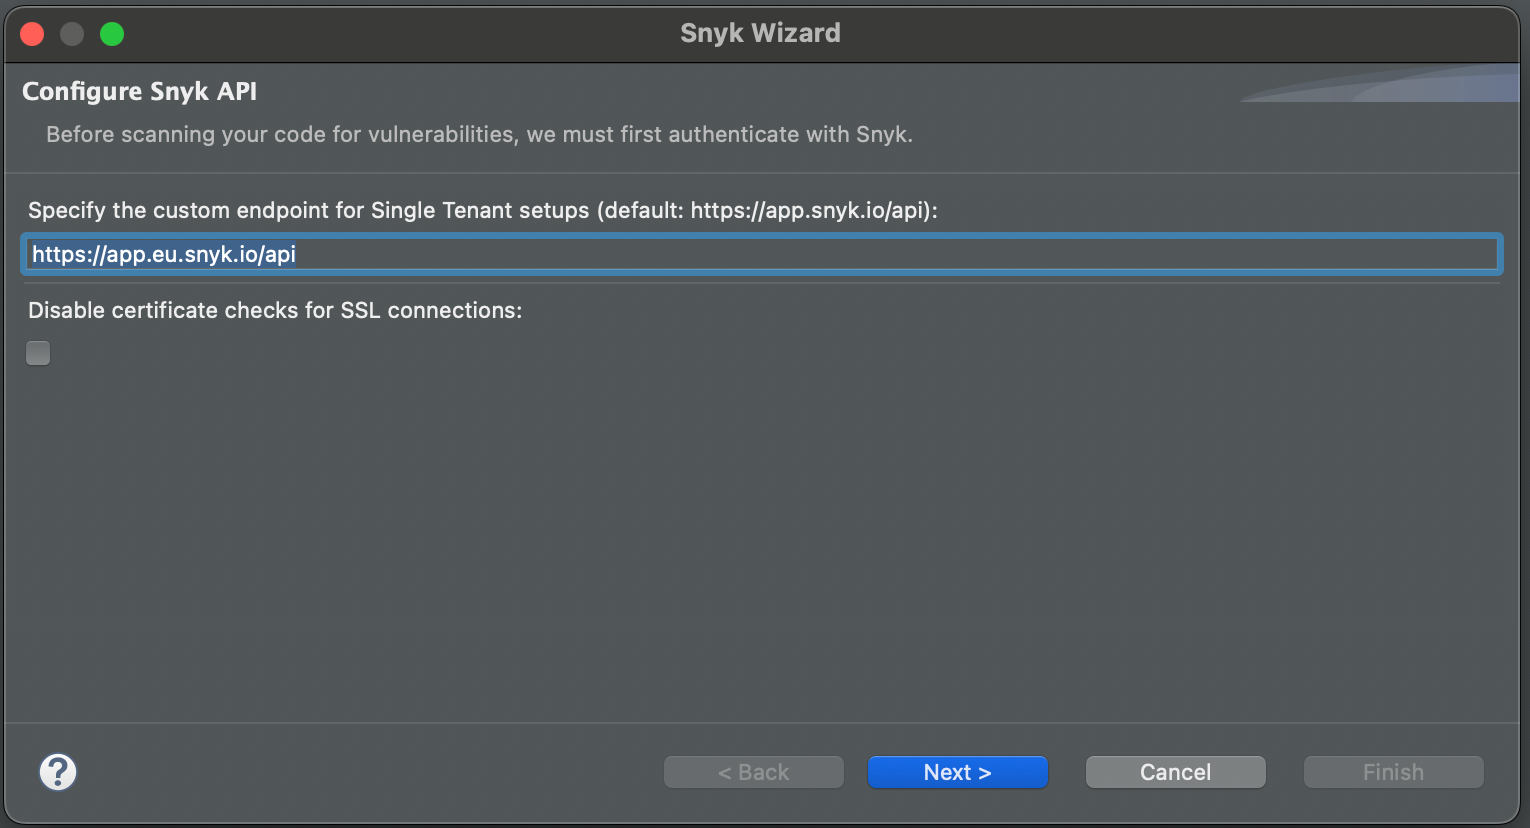 Snyk Wizard
Configure Snyk API
Before scanning your code for vulnerabilities, we must first authenticate with Snyk.
Specify the custom endpoint for Single Tenant setups (default: https://app.snyk.io/api):
https://app.eu.snyk.io/api
Disable certificate checks for SSL connections:
?
< Back
Next >
Cancel
Finish